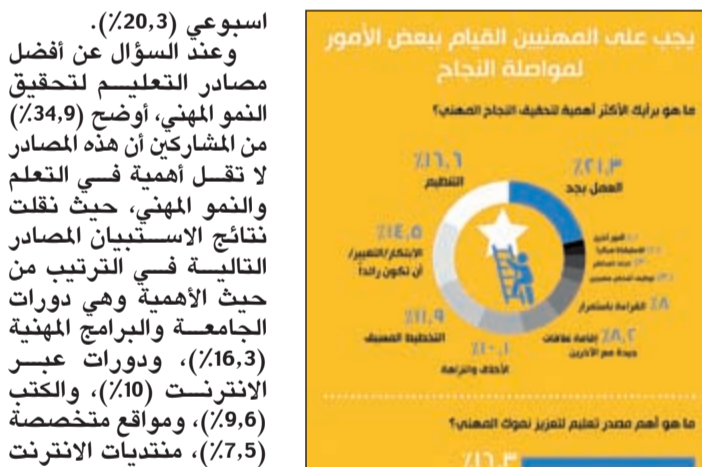 اسبوعي (20,3٪).
وعند السؤال عن أفضل
مصادر التعليم لتحقيق
النمو المهني، أوضح (34,9٪)
من المشاركين أن هذه المصادر
لا تقل أهمية في التعلم
والنمو المهني، حيث نقلت
نتائج الاستبيان المصادر
التالية في الترتيب من
حيث الأهمية وهي دورات
الجامعة والبرامج المهنية
(16,3٪)، ودورات عبر
الانترنت (10٪)، والكتب
(9,6٪)، ومواقع متخصصة
(7,5٪)، منتديات الانترنت
يجب على المهنيين القيام ببعض الأمور
لمواصلة النجاح
ما هو برأيك الأكثر أهمية لتحقيق النجاح المهني؟
٢١,٣٪
العمل بجد
١٦,٦٪
التنظيم
١٤,٥٪
الابتكار/التغيير/
أن تكون رائداً
١١,٩٪
التخطيط المسبق
١٠,١٪
الأخلاق والنزاهة
٨,٢٪ إقامة علاقات
جيدة مع الآخرين
٨٪ القراءة باستمرار
ما هو أهم مصدر تعليم لتعزيز نموك المهني؟
١٦,٣٪